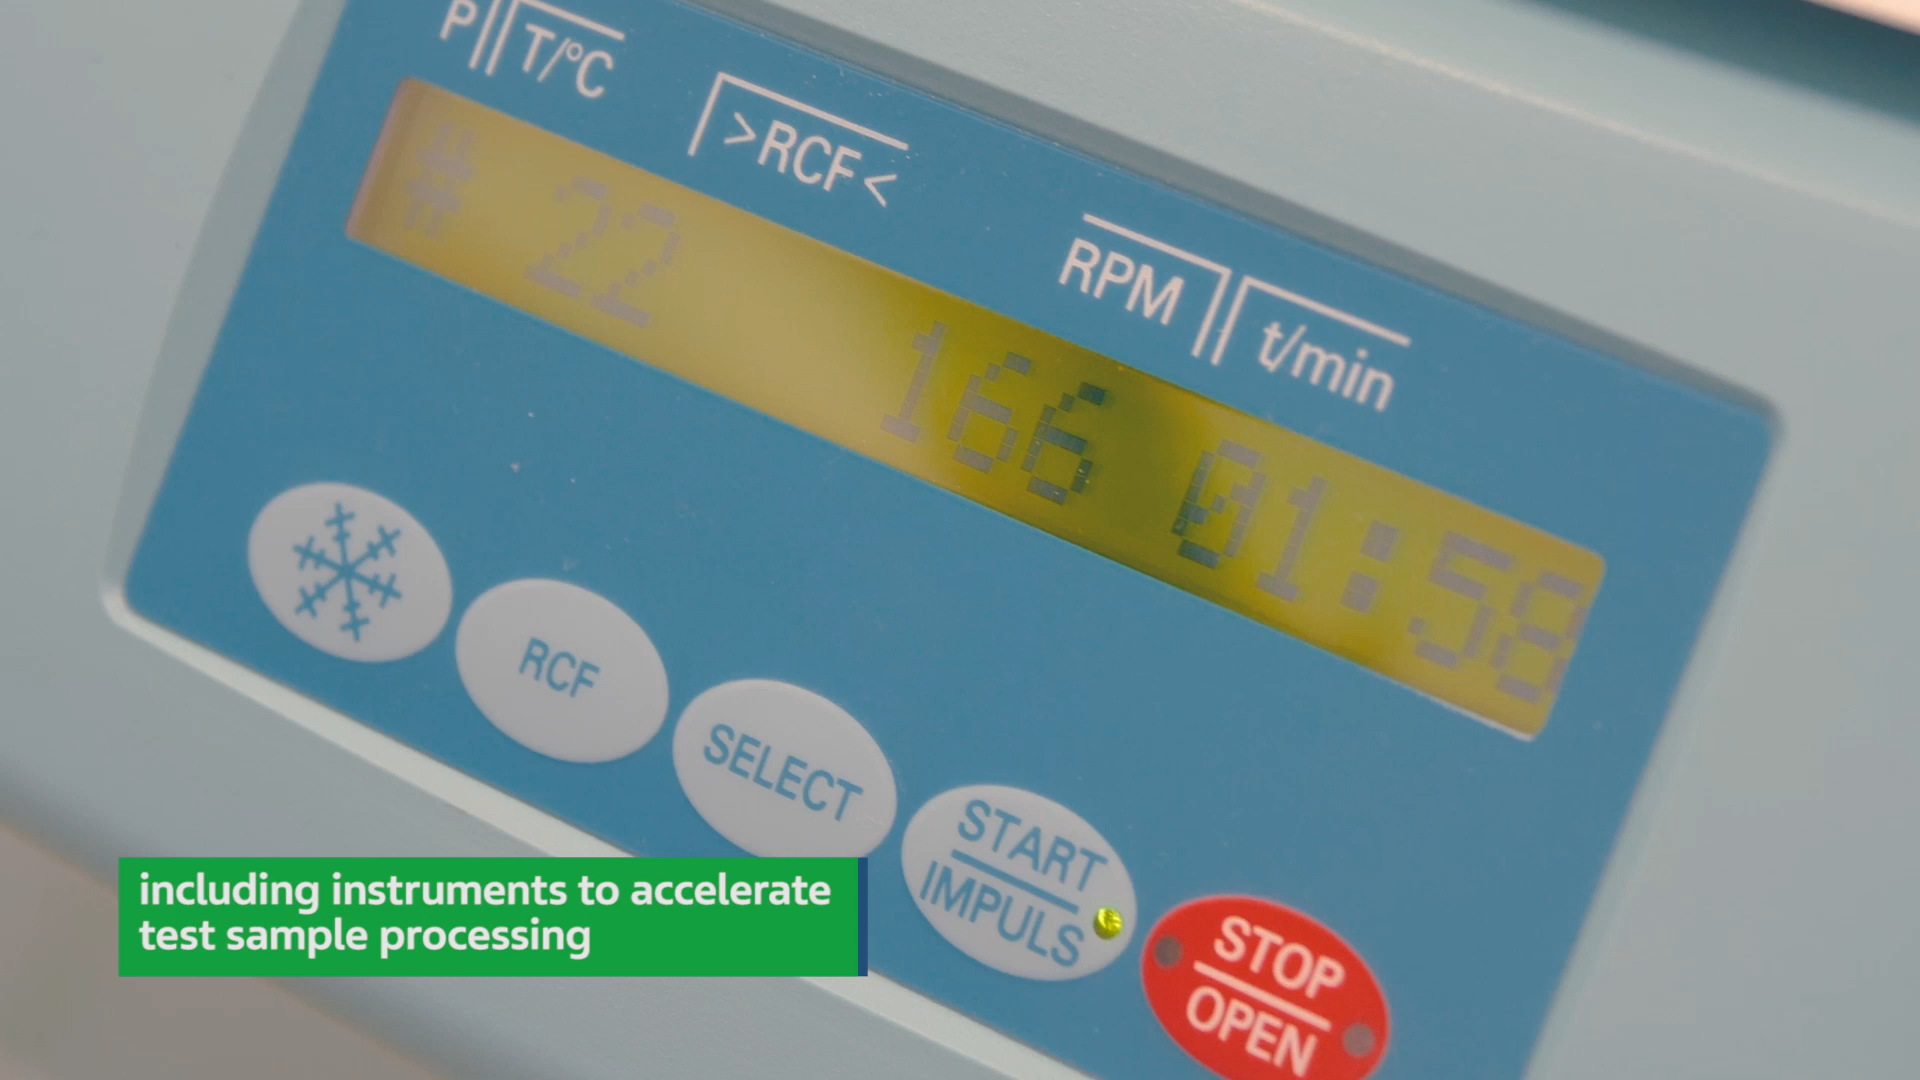 P T/°C
>RCF<
RPM t/min
# 22 166 01:58
RCF
SELECT
START
IMPULS
STOP
OPEN
including instruments to accelerate
test sample processing